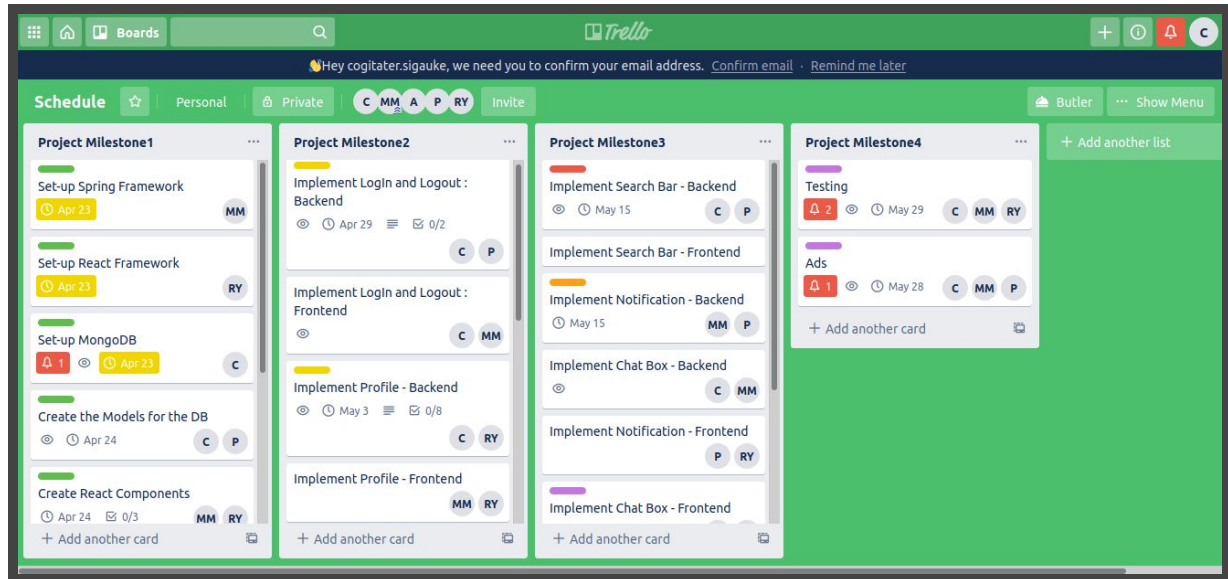 Boards
Trello
C
Hey cogitater.sigauke, we need you to confirm your email address. Confirm email · Remind me later
Schedule Personal Private C MM A P RY Invite Butler ··· Show Menu
Project Milestone1 ···
Set-up Spring Framework
Apr 23
MM
Set-up React Framework
Apr 23
RY
Set-up MongoDB
1 Apr 23
C
Create the Models for the DB
Apr 24
C P
Create React Components
Apr 24 0/3
MM RY
+ Add another card
Project Milestone2 ···
Implement LogIn and Logout :
Backend
Apr 29 0/2
C P
Implement LogIn and Logout :
Frontend
C MM
Implement Profile - Backend
May 3 0/8
C RY
Implement Profile - Frontend
MM RY
+ Add another card
Project Milestone3 ···
Implement Search Bar - Backend
May 15
C P
Implement Search Bar - Frontend
Implement Notification - Backend
May 15
MM P
Implement Chat Box - Backend
C MM
Implement Notification - Frontend
P RY
Implement Chat Box - Frontend
+ Add another card
Project Milestone4 ···
Testing
2 May 29 C MM RY
Ads
1 May 28 C MM P
+ Add another card
+ Add another list